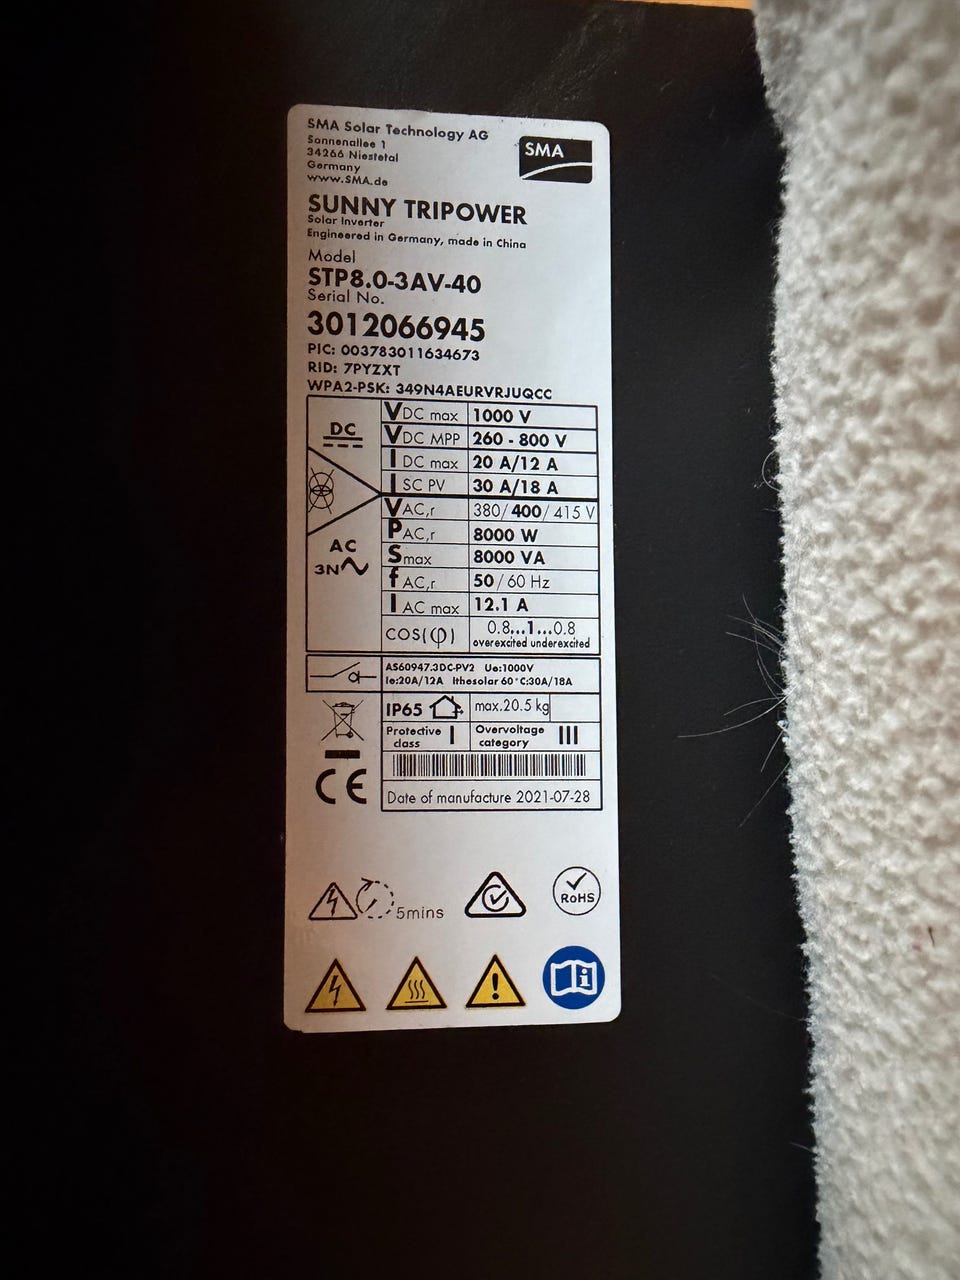 SMA Solar Technology AG
Sonnenallee 1
34266 Niestetal
Germany
www.SMA.de
SMA
SUNNY TRIPOWER
Solar Inverter
Engineered in Germany, made in China
Model
STP8.0-3AV-40
Serial No.
3012066945
PIC: 003783011634673
RID: 7PYZXT
WPA2-PSK: 349N4AEURVRJUQCC
DC
VDC max 1000 V
VDC MPP 260 - 800 V
IDC max 20 A/12 A
ISC PV 30 A/18 A
AC
3N
VAC,r 380/400/415 V
PAC,r 8000 W
Smax 8000 VA
fAC,r 50/60 Hz
IAC max 12.1 A
cos(φ) 0.8...1...0.8
overexcited underexcited
AS60947.3DC-PV2 Ue:1000V
Ie:20A/12A Ithesolar 60°C:30A/18A
IP65 max.20.5 kg
Protective class I Overvoltage category III
CE
Date of manufacture 2021-07-28
5mins
RoHS